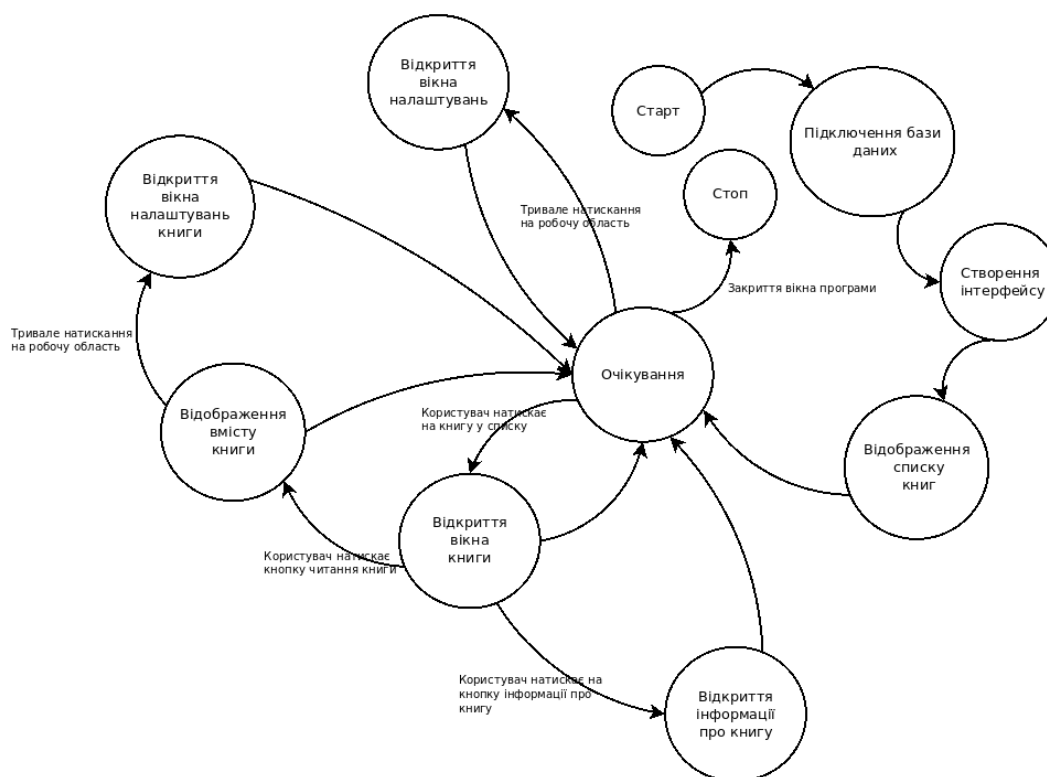 Відкриття
вікна
налаштувань
Старт
Підключення бази
даних
Стоп
Відкриття
вікна
налаштувань
книги
Тривале натискання
на робочу область
Створення
інтерфейсу
Закриття вікна програми
Тривале натискання
на робочу область
Очікування
Відображення
вмісту
книги
Користувач натискає
на книгу у списку
Відображення
списку
книг
Відкриття
вікна
книги
Користувач натискає
кнопку читання книги
Користувач натискає на
кнопку інформації про
книгу
Відкриття
інформації
про книгу